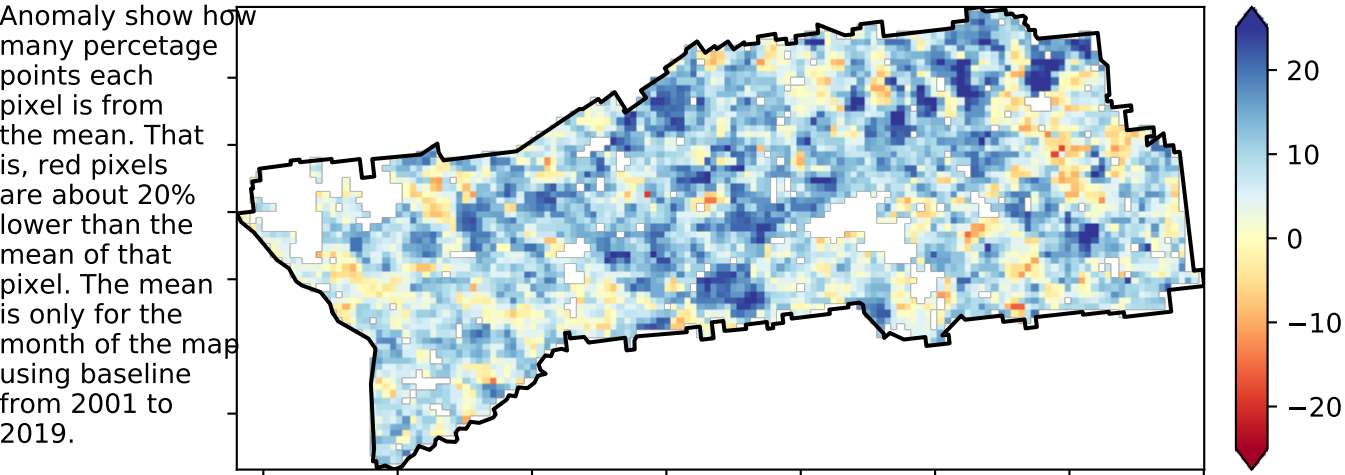 Anomaly show how
many percetage
points each
pixel is from
the mean. That
is, red pixels
are about 20%
lower than the
mean of that
pixel. The mean
is only for the
month of the map
using baseline
from 2001 to
2019.
20
10
0
−10
−20